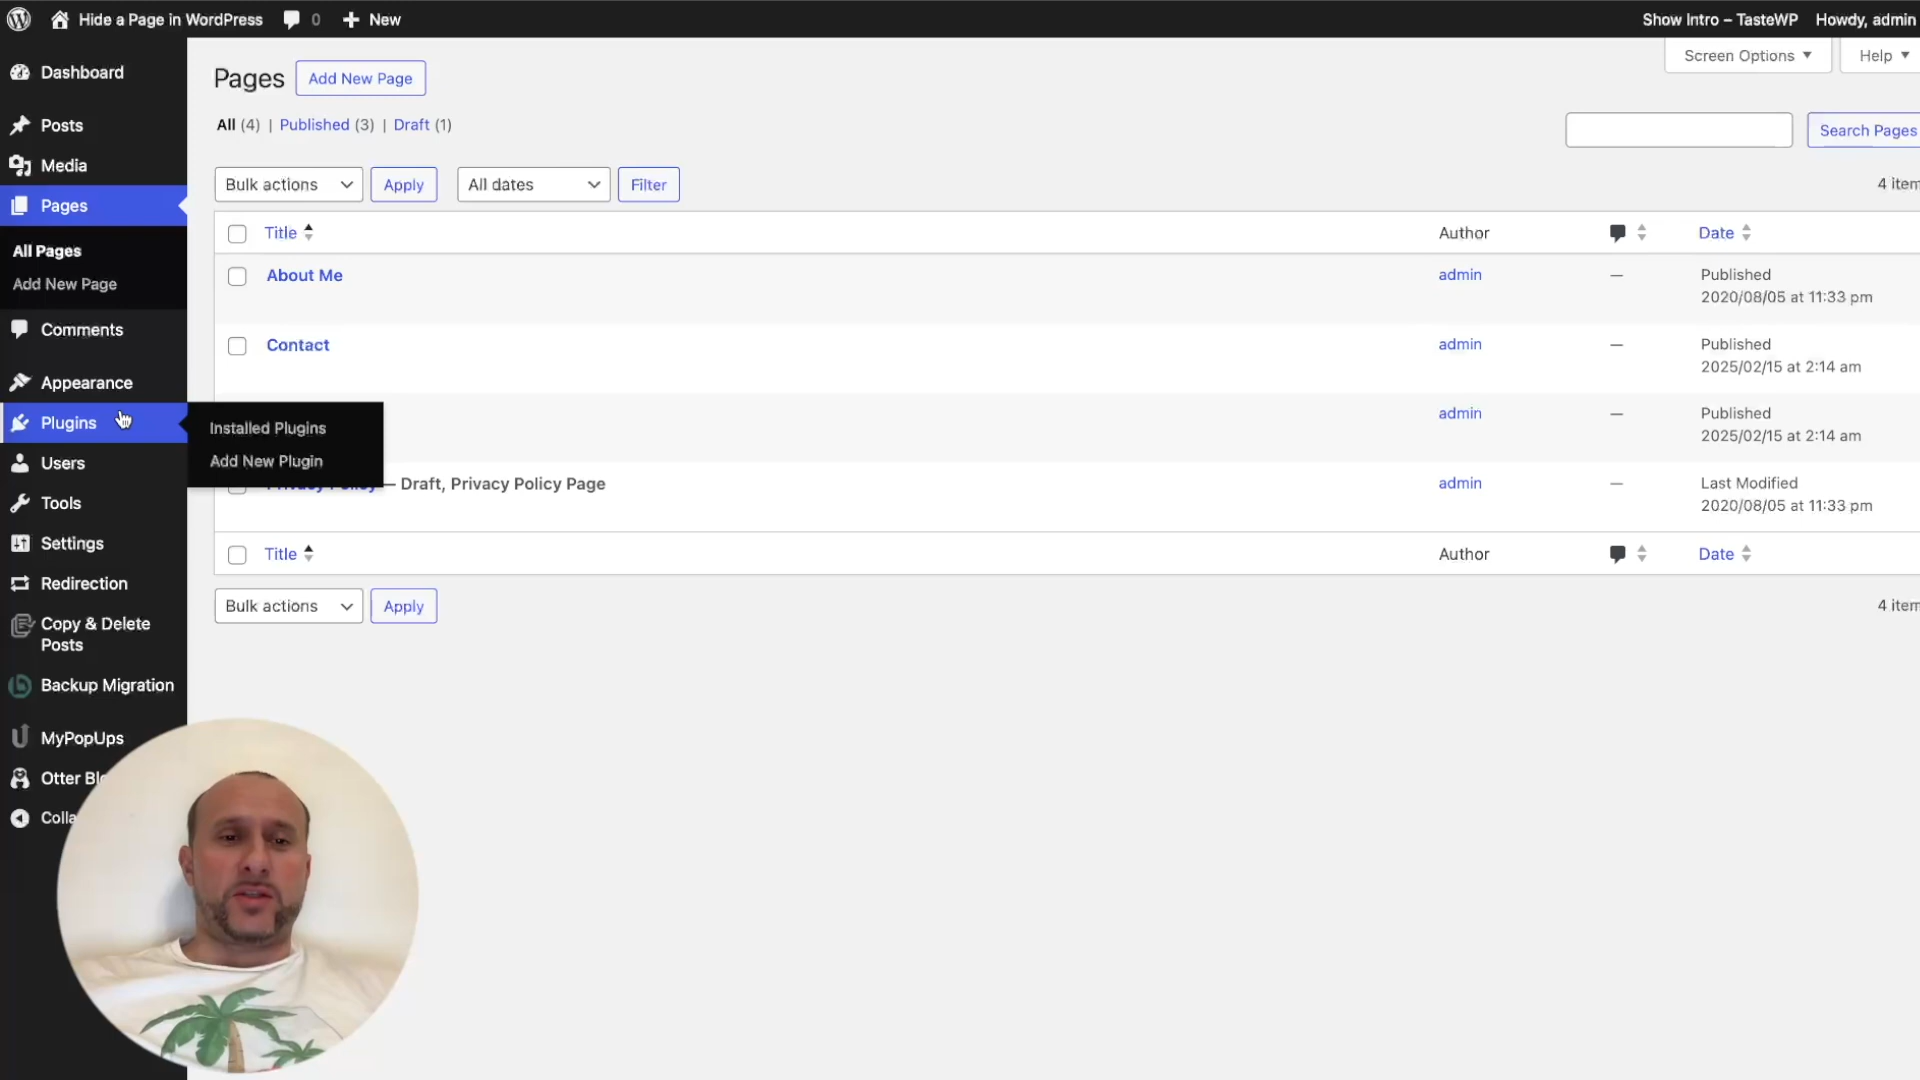 Hide a Page in WordPress 0 New Show Intro – TasteWP Howdy, admin
Dashboard
Posts
Media
Pages
All Pages
Add New Page
Comments
Appearance
Plugins
Users
Tools
Settings
Redirection
Copy & Delete
Posts
Backup Migration
MyPopUps
Otter Blo
Colla
Installed Plugins
Add New Plugin
Screen Options Help
Pages Add New Page
All (4) | Published (3) | Draft (1)
Search Pages
Bulk actions Apply All dates Filter 4 item
Title Author Date
About Me admin — Published
2020/08/05 at 11:33 pm
Contact admin — Published
2025/02/15 at 2:14 am
admin — Published
2025/02/15 at 2:14 am
Privacy Policy — Draft, Privacy Policy Page admin — Last Modified
2020/08/05 at 11:33 pm
Title Author Date
Bulk actions Apply 4 item